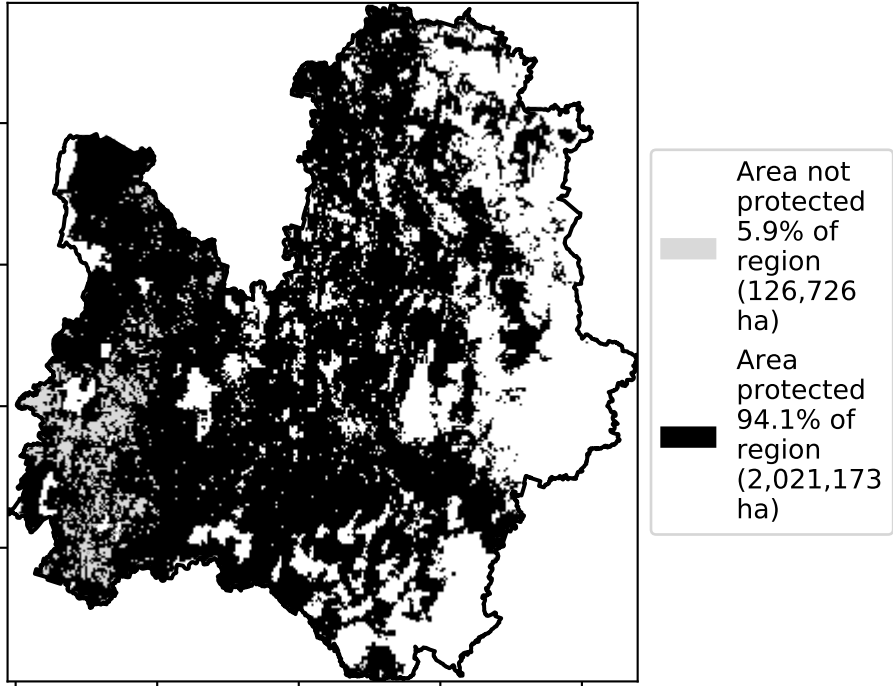 Area not
protected
5.9% of
region
(126,726
ha)
Area
protected
94.1% of
region
(2,021,173
ha)